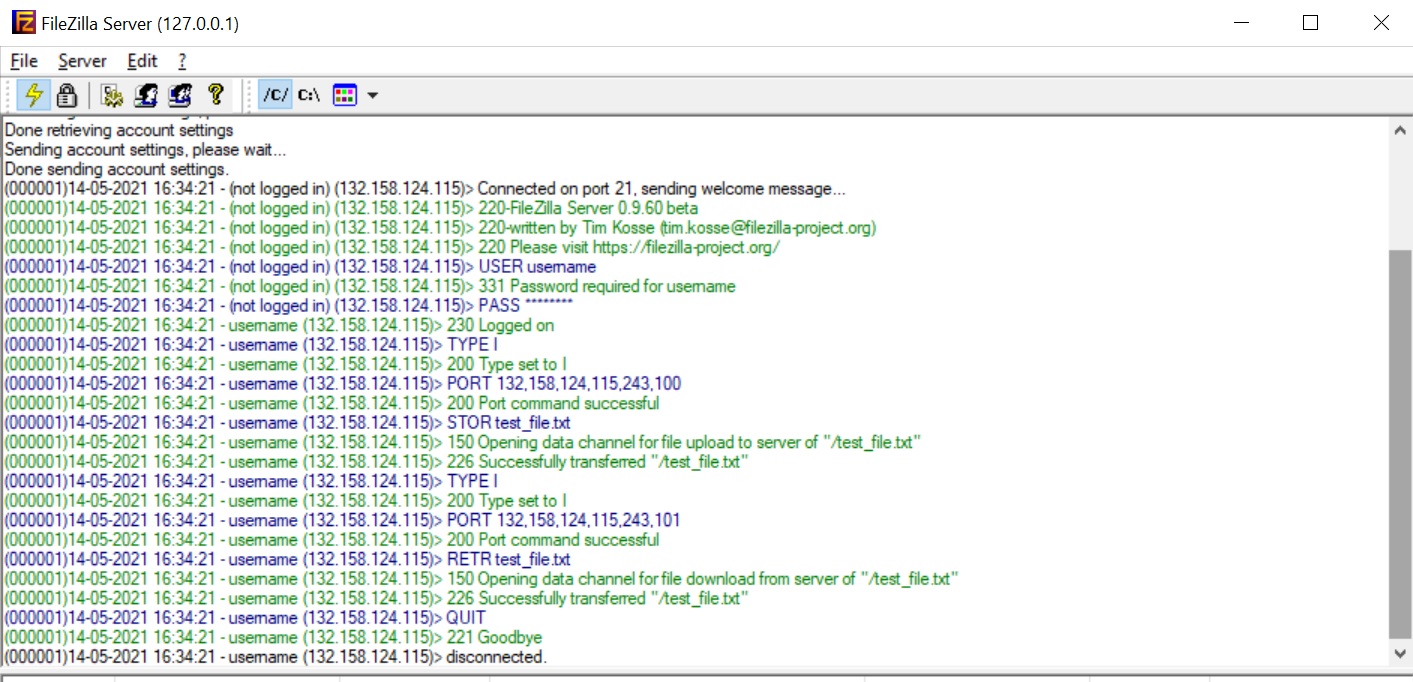 FileZilla Server (127.0.0.1)
File Server Edit ?
/C/ C:\
Done retrieving account settings
Sending account settings, please wait...
Done sending account settings.
(000001)14-05-2021 16:34:21 - (not logged in) (132.158.124.115)> Connected on port 21, sending welcome message...
(000001)14-05-2021 16:34:21 - (not logged in) (132.158.124.115)> 220-FileZilla Server 0.9.60 beta
(000001)14-05-2021 16:34:21 - (not logged in) (132.158.124.115)> 220-written by Tim Kosse (tim.kosse@filezilla-project.org)
(000001)14-05-2021 16:34:21 - (not logged in) (132.158.124.115)> 220 Please visit https://filezilla-project.org/
(000001)14-05-2021 16:34:21 - (not logged in) (132.158.124.115)> USER username
(000001)14-05-2021 16:34:21 - (not logged in) (132.158.124.115)> 331 Password required for username
(000001)14-05-2021 16:34:21 - (not logged in) (132.158.124.115)> PASS ********
(000001)14-05-2021 16:34:21 - username (132.158.124.115)> 230 Logged on
(000001)14-05-2021 16:34:21 - username (132.158.124.115)> TYPE I
(000001)14-05-2021 16:34:21 - username (132.158.124.115)> 200 Type set to I
(000001)14-05-2021 16:34:21 - username (132.158.124.115)> PORT 132,158,124,115,243,100
(000001)14-05-2021 16:34:21 - username (132.158.124.115)> 200 Port command successful
(000001)14-05-2021 16:34:21 - username (132.158.124.115)> STOR test_file.txt
(000001)14-05-2021 16:34:21 - username (132.158.124.115)> 150 Opening data channel for file upload to server of "/test_file.txt"
(000001)14-05-2021 16:34:21 - username (132.158.124.115)> 226 Successfully transferred "/test_file.txt"
(000001)14-05-2021 16:34:21 - username (132.158.124.115)> TYPE I
(000001)14-05-2021 16:34:21 - username (132.158.124.115)> 200 Type set to I
(000001)14-05-2021 16:34:21 - username (132.158.124.115)> PORT 132,158,124,115,243,101
(000001)14-05-2021 16:34:21 - username (132.158.124.115)> 200 Port command successful
(000001)14-05-2021 16:34:21 - username (132.158.124.115)> RETR test_file.txt
(000001)14-05-2021 16:34:21 - username (132.158.124.115)> 150 Opening data channel for file download from server of "/test_file.txt"
(000001)14-05-2021 16:34:21 - username (132.158.124.115)> 226 Successfully transferred "/test_file.txt"
(000001)14-05-2021 16:34:21 - username (132.158.124.115)> QUIT
(000001)14-05-2021 16:34:21 - username (132.158.124.115)> 221 Goodbye
(000001)14-05-2021 16:34:21 - username (132.158.124.115)> disconnected.